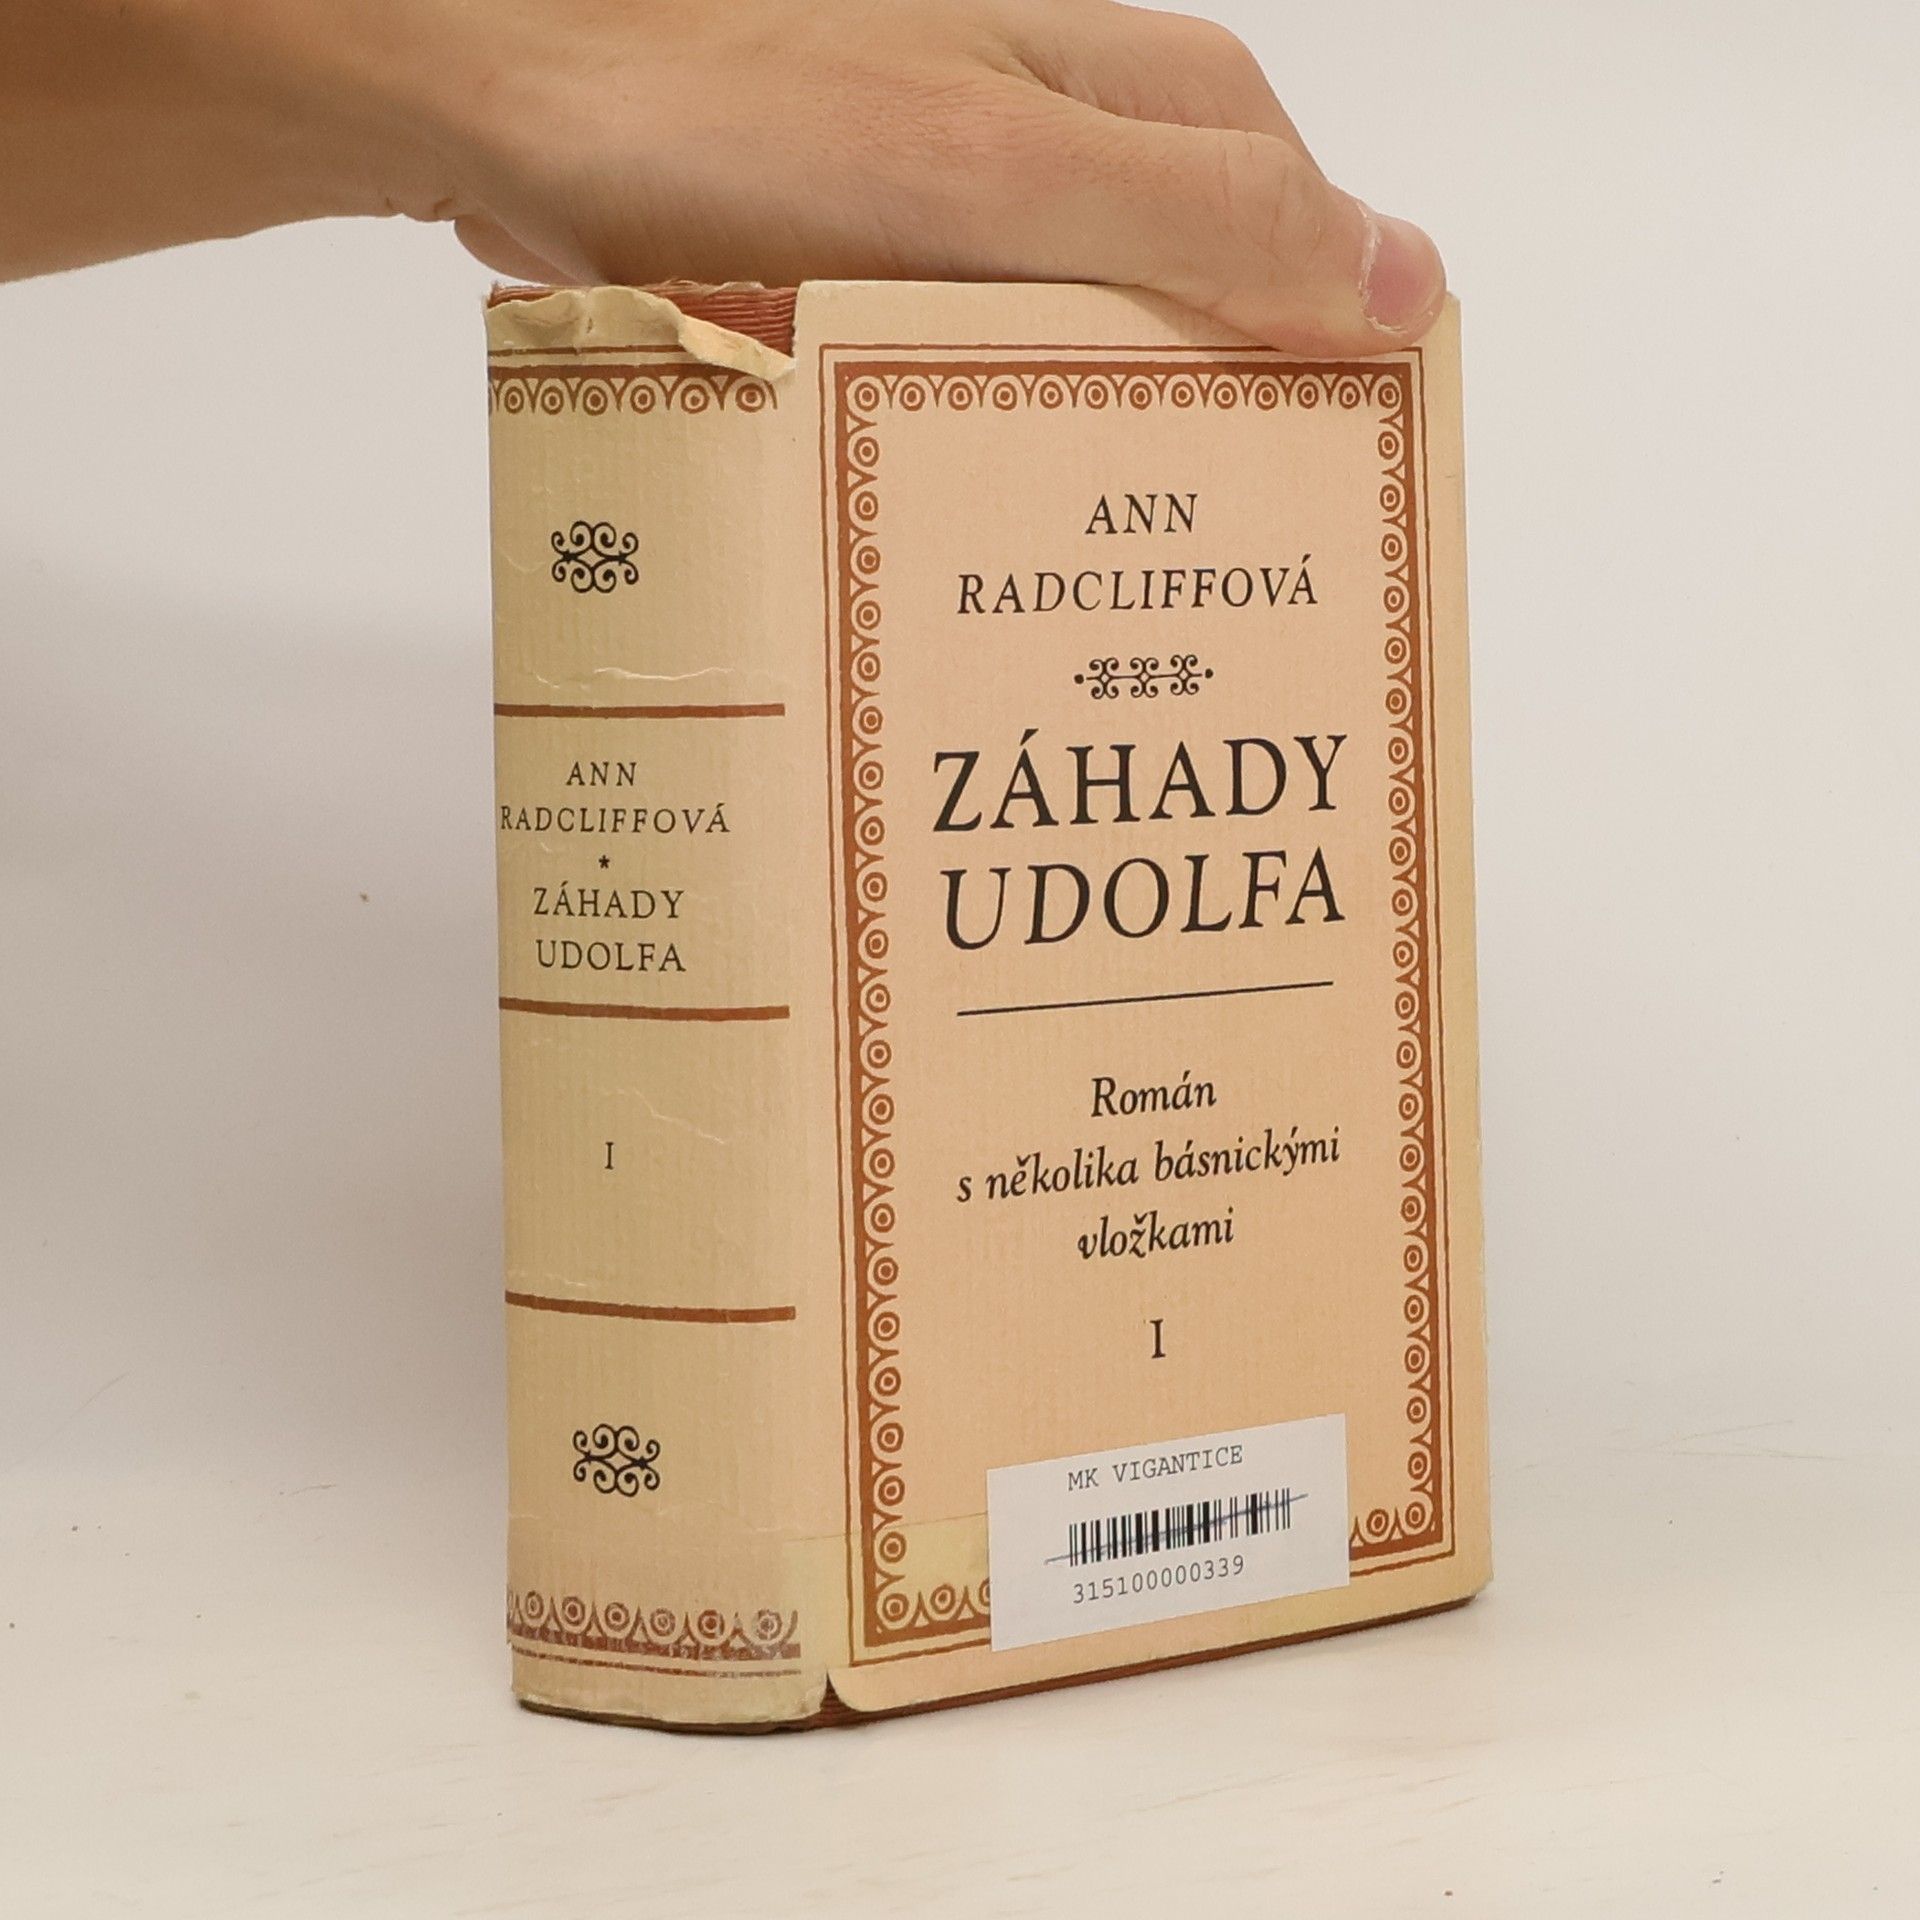 ANN
RADCLIFFOVÁ
*
ZÁHADY
UDOLFA
I
ANN
RADCLIFFOVÁ
ZÁHADY
UDOLFA
Román
s několika básnickými
vložkami
I
MK VIGANTICE
315100000339